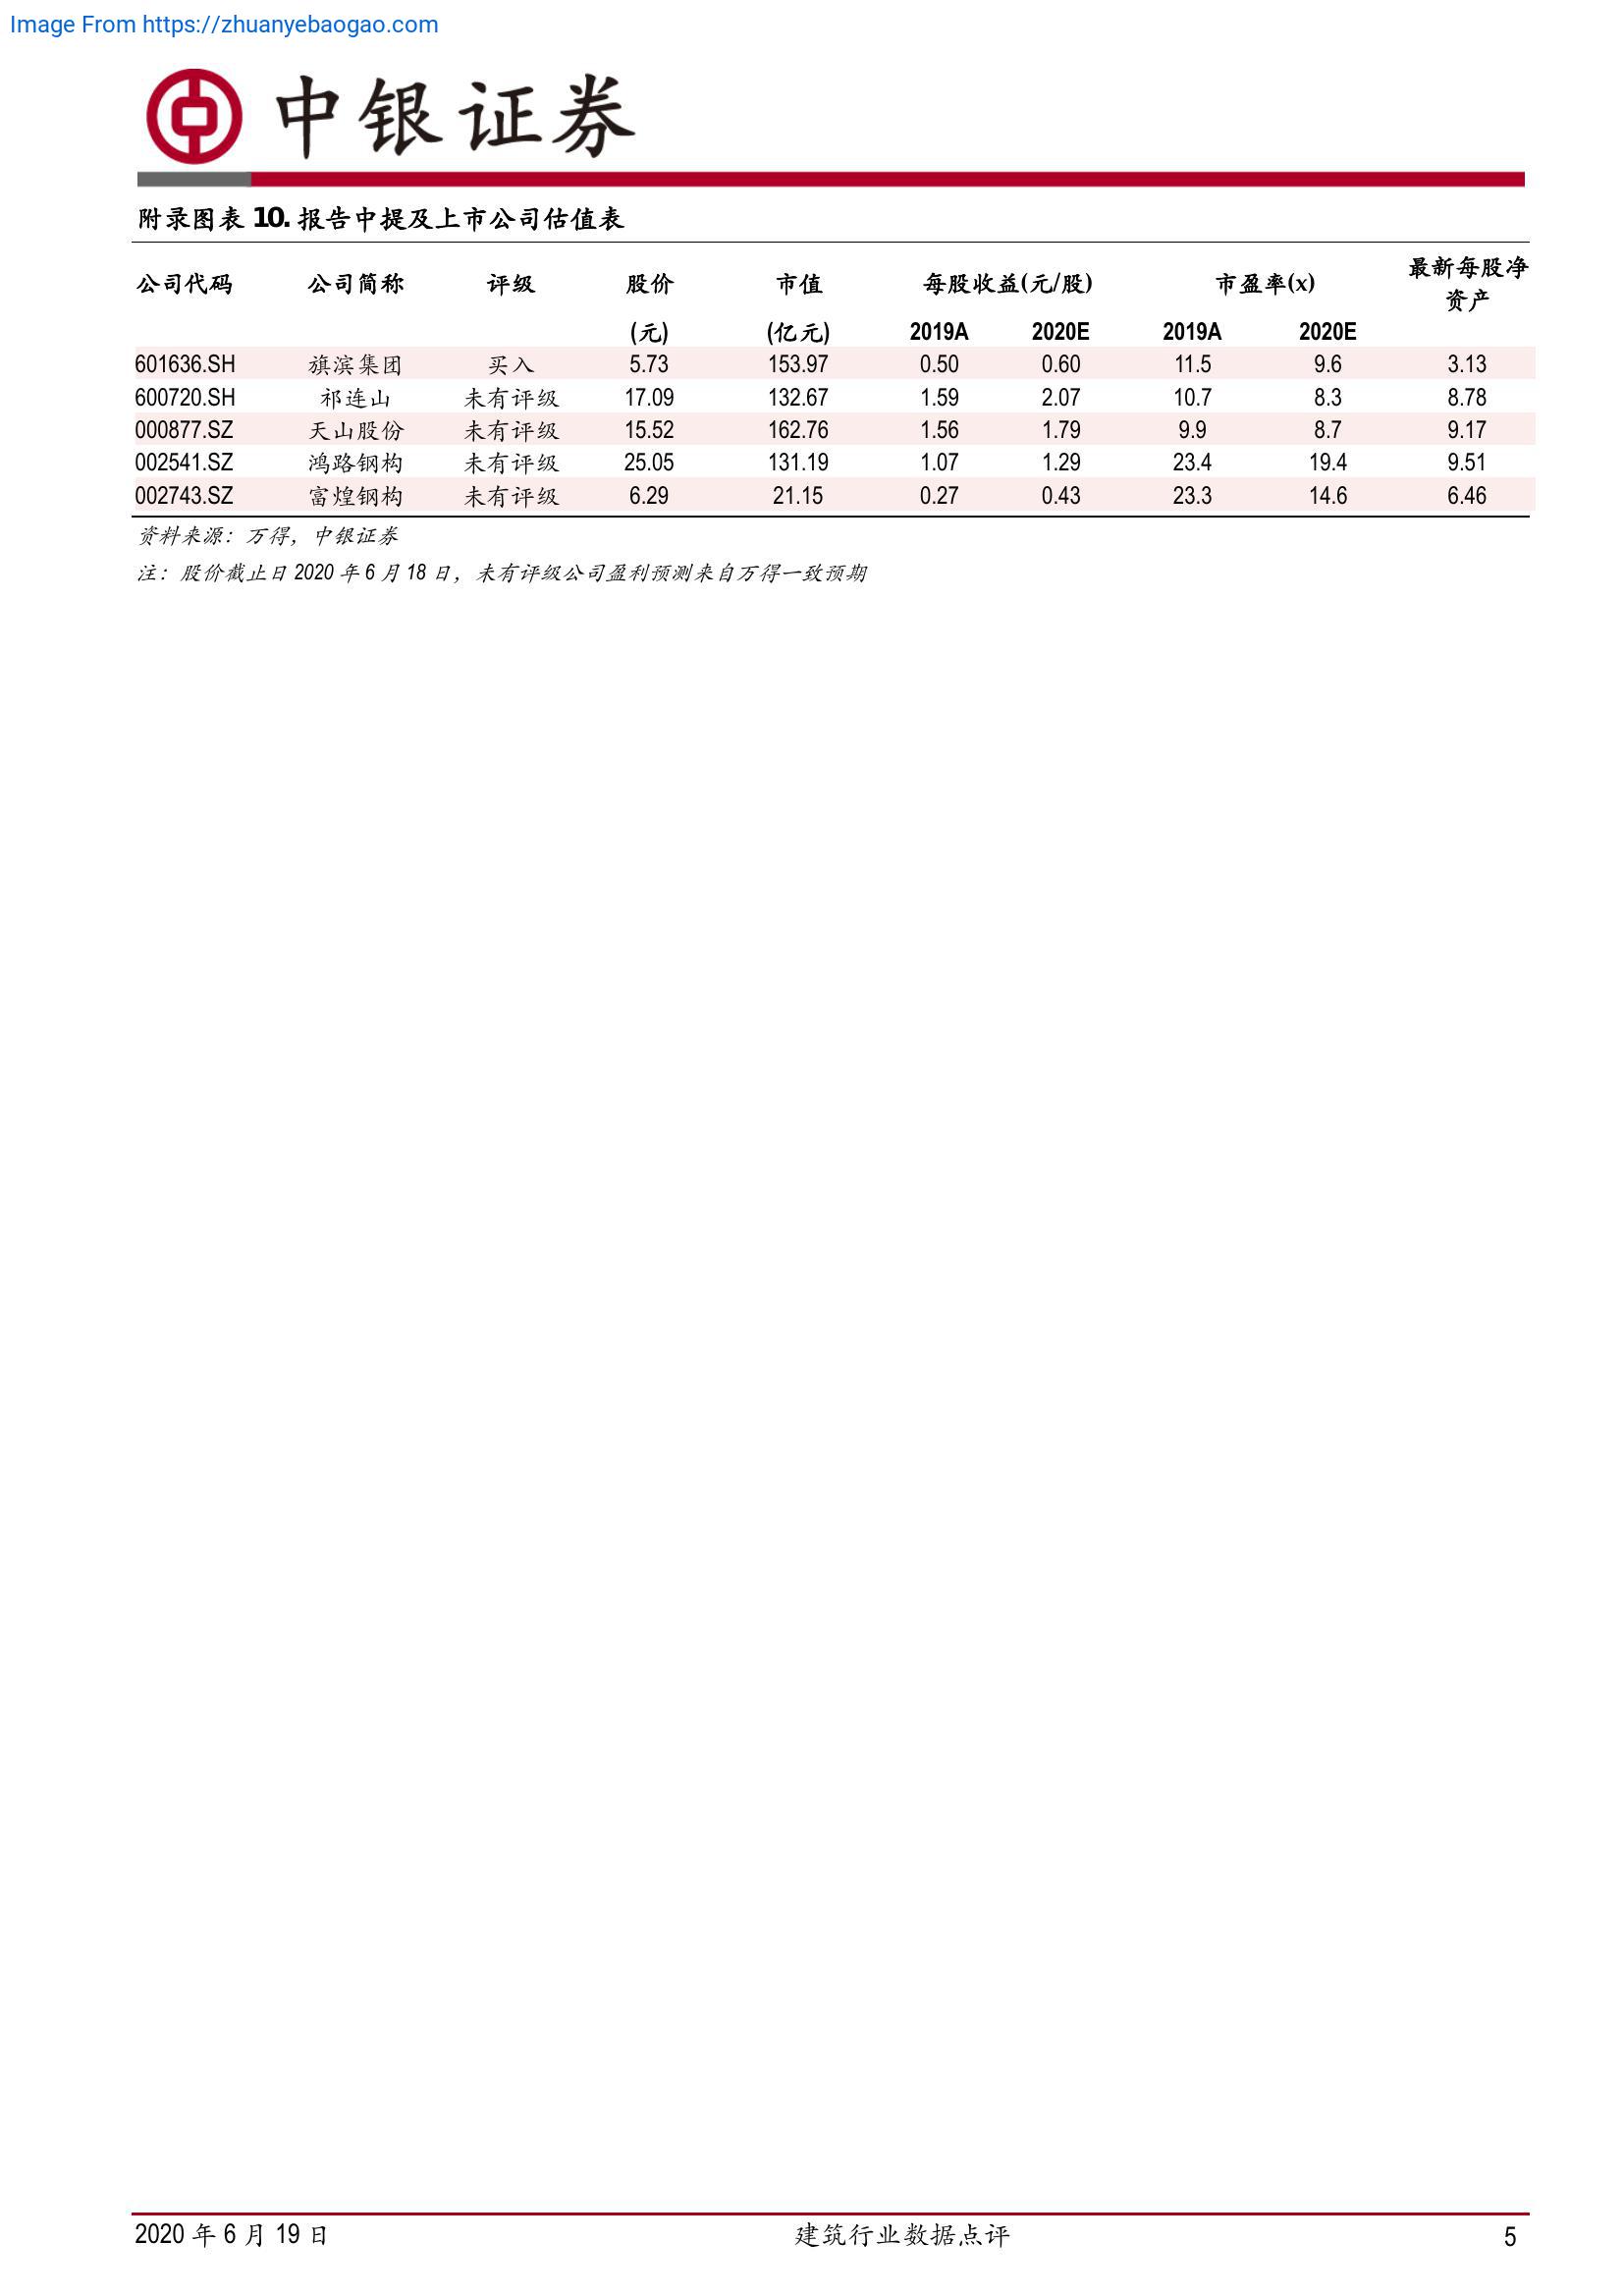 Image From https://zhuanyebaogao.com
中银证券
附录图表 10. 报告中提及上市公司估值表
公司代码 公司简称 评级 股价 市值 每股收益(元/股) 市盈率(x) 最新每股净
资产
(元) (亿元) 2019A 2020E 2019A 2020E
601636.SH 旗滨集团 买入 5.73 153.97 0.50 0.60 11.5 9.6 3.13
600720.SH 祁连山 未有评级 17.09 132.67 1.59 2.07 10.7 8.3 8.78
000877.SZ 天山股份 未有评级 15.52 162.76 1.56 1.79 9.9 8.7 9.17
002541.SZ 鸿路钢构 未有评级 25.05 131.19 1.07 1.29 23.4 19.4 9.51
002743.SZ 富煌钢构 未有评级 6.29 21.15 0.27 0.43 23.3 14.6 6.46
资料来源：万得，中银证券
注：股价截止日 2020 年 6 月 18 日，未有评级公司盈利预测来自万得一致预期
2020 年 6 月 19 日 建筑行业数据点评 5